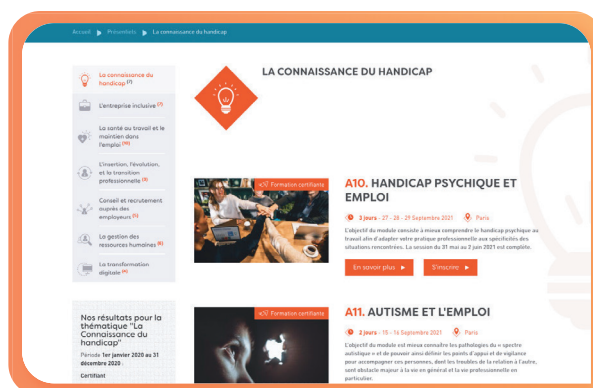 Accueil ▶ Présentiels ▶ La connaissance du handicap
La connaissance du
handicap (7)
L'entreprise inclusive (7)
La santé au travail et le
maintien dans
l'emploi (10)
L'insertion, l'évolution,
et la transition
professionnelle (5)
Conseil et recrutement
auprès des
employeurs (5)
La gestion des
ressources humaines (6)
La transformation
digitale (4)
Nos résultats pour la
thématique "La
Connaissance du
handicap"
Période 1er janvier 2020 au 31
décembre 2020 :
Certifiant
LA CONNAISSANCE DU HANDICAP
Formation certifiante
A10. HANDICAP PSYCHIQUE ET
EMPLOI
2 jours - 27 - 28 - 29 Septembre 2021 Paris
L'objectif du module consiste à mieux comprendre le handicap psychique au
travail afin d'adapter votre pratique professionnelle aux spécificités des
situations rencontrées. La session du 31 mai au 2 juin 2021 est complète.
En savoir plus ▶ S'inscrire ▶
Formation certifiante
A11. AUTISME ET L'EMPLOI
2 jours - 15 - 16 Septembre 2021 Paris
L'objectif du module est mieux connaître les pathologies du « spectre
autistique » et de pouvoir ainsi définir les points d'appui et de vigilance
pour accompagner ces personnes, dont les troubles de la relation à l'autre,
sont obstacle majeur à la vie en général et la vie professionnelle en
particulier.